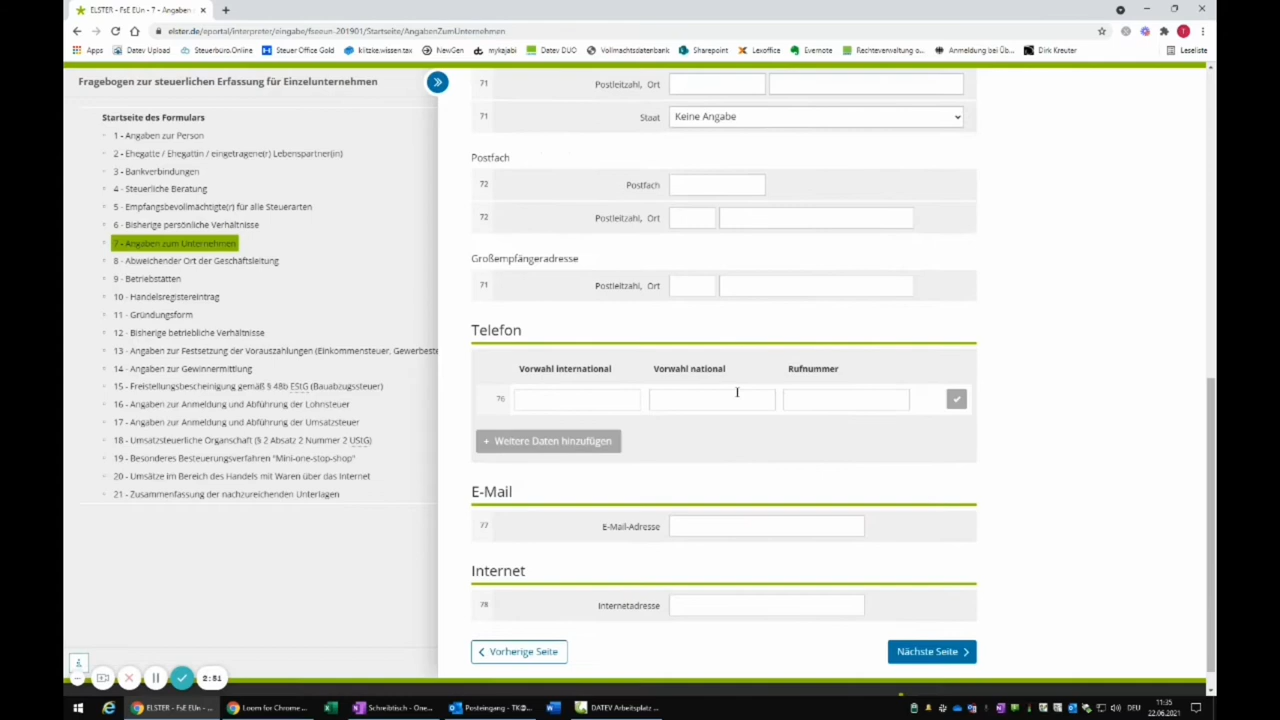 ELSTER - FsE EUn - 7 - Angaben
elster.de/eportal/interpreter/eingabe/fseeun-201901/Startseite/AngabenZumUnternehmen
Apps
Datev Upload
Steuerbüro.Online
Steuer Office Gold
klitzke.wissen.tax
NewGen
mykajabi
Datev DUO
Vollmachtsdatenbank
Sharepoint
Lexoffice
Evernote
Rechteverwaltung o...
Anmeldung bei Üb...
Dirk Kreuter
Leseliste
Fragebogen zur steuerlichen Erfassung für Einzelunternehmen
Startseite des Formulars
1 - Angaben zur Person
2 - Ehegatte / Ehegattin / eingetragene(r) Lebenspartner(in)
3 - Bankverbindungen
4 - Steuerliche Beratung
5 - Empfangsbevollmächtigte(r) für alle Steuerarten
6 - Bisherige persönliche Verhältnisse
7 - Angaben zum Unternehmen
8 - Abweichender Ort der Geschäftsleitung
9 - Betriebstätten
10 - Handelsregistereintrag
11 - Gründungsform
12 - Bisherige betriebliche Verhältnisse
13 - Angaben zur Festsetzung der Vorauszahlungen (Einkommensteuer, Gewerbeste
14 - Angaben zur Gewinnermittlung
15 - Freistellungsbescheinigung gemäß § 48b EStG (Bauabzugssteuer)
16 - Angaben zur Anmeldung und Abführung der Lohnsteuer
17 - Angaben zur Anmeldung und Abführung der Umsatzsteuer
18 - Umsatzsteuerliche Organschaft (§ 2 Absatz 2 Nummer 2 UStG)
19 - Besonderes Besteuerungsverfahren "Mini-one-stop-shop"
20 - Umsätze im Bereich des Handels mit Waren über das Internet
21 - Zusammenfassung der nachzureichenden Unterlagen
71 Postleitzahl, Ort
71 Staat Keine Angabe
Postfach
72 Postfach
72 Postleitzahl, Ort
Großempfängeradresse
71 Postleitzahl, Ort
Telefon
Vorwahl international Vorwahl national Rufnummer
76
+ Weitere Daten hinzufügen
E-Mail
77 E-Mail-Adresse
Internet
78 Internetadresse
Vorherige Seite
Nächste Seite
2:51
ELSTER - FsE EUn - ...
Loom for Chrome ...
Schreibtisch - One...
Posteingang - TK@...
DATEV Arbeitsplatz ...
DEU
11:35
22.06.2021